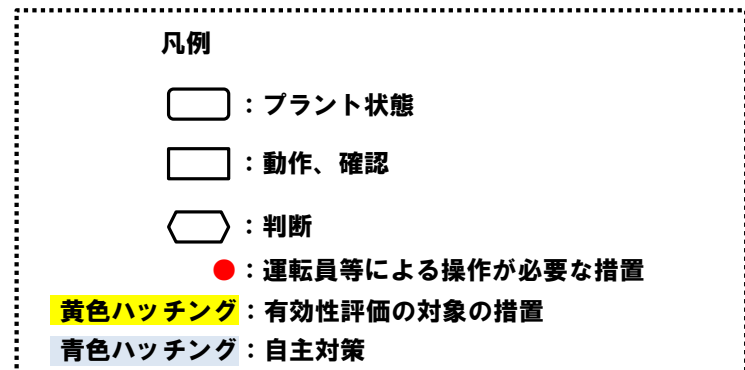 凡例
：プラント状態
：動作、確認
：判断
●：運転員等による操作が必要な措置
黄色ハッチング：有効性評価の対象の措置
青色ハッチング：自主対策